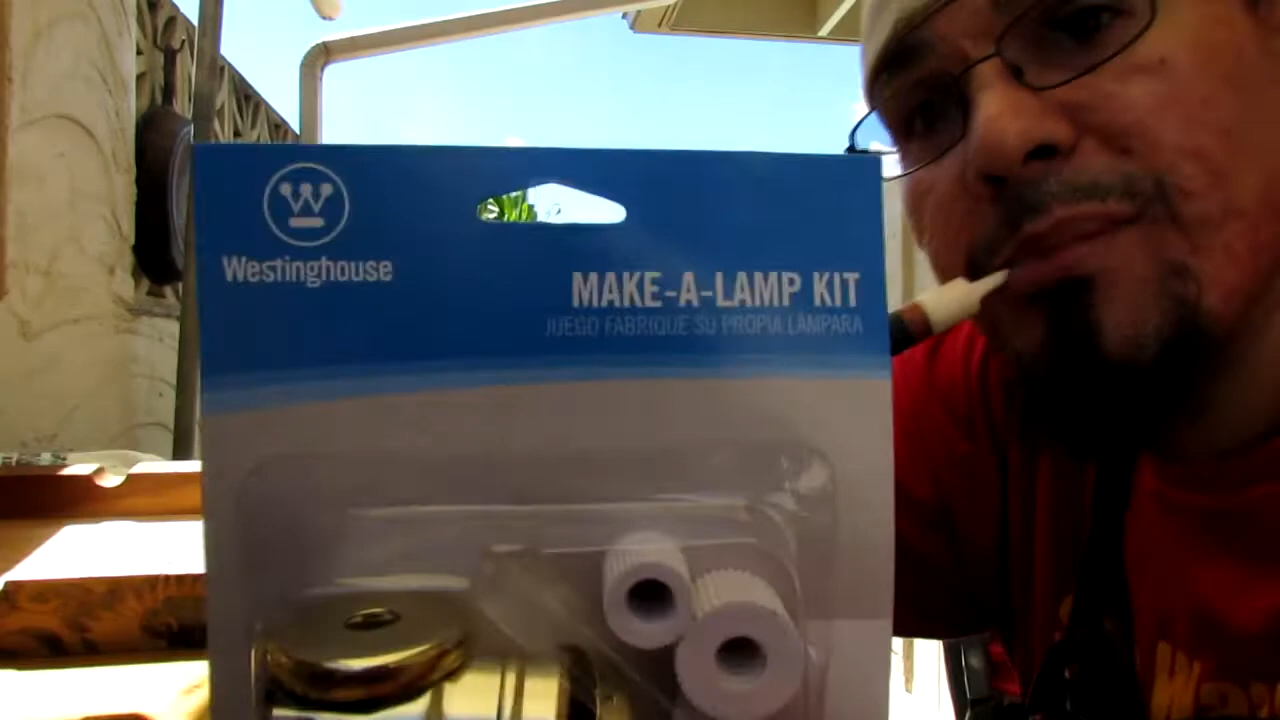 W
Westinghouse
MAKE-A-LAMP KIT
JUEGO FABRIQUE SU PROPIA LÁMPARA